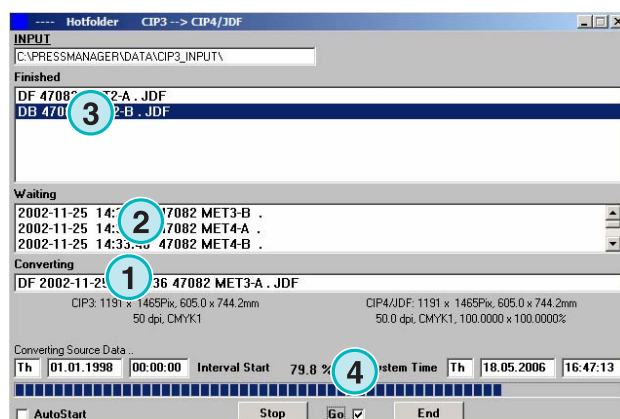 ---- Hotfolder CIP3 --> CIP4/JDF
INPUT
C:\PRESSMANAGER\DATA\CIP3_INPUT\
Finished
DF 47082 2-A . JDF
DB 470 2-B . JDF
3
Waiting
2002-11-25 14: 47082 MET3-B .
2002-11-25 14: 47082 MET4-A .
2002-11-25 14:33: 47082 MET4-B .
2
Converting
DF 2002-11-25 36 47082 MET3-A . JDF
1
CIP3: 1191 x 1465Pix, 605.0 x 744.2mm CIP4/JDF: 1191 x 1465Pix, 605.0 x 744.2mm
50 dpi, CMYK1 50.0 dpi, CMYK1, 100.0000 x 100.0000%
Converting Source Data ..
Th 01.01.1998 00:00:00 Interval Start 79.8 % 4 stem Time Th 18.05.2006 16:47:13
AutoStart Stop Go End